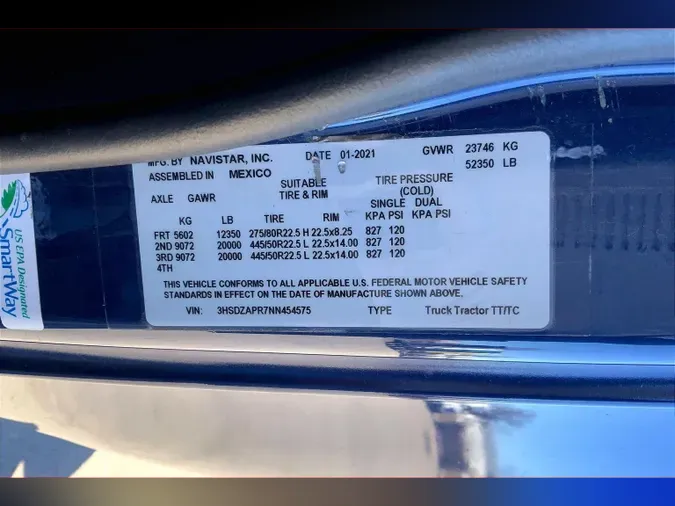 MFG. BY NAVISTAR, INC. DATE 01-2021 GVWR 23746 KG
ASSEMBLED IN MEXICO 52350 LB
SUITABLE TIRE PRESSURE
AXLE GAWR TIRE & RIM (COLD)
SINGLE DUAL
KG LB TIRE RIM KPA PSI KPA PSI
FRT 5602 12350 275/80R22.5 H 22.5x8.25 827 120
2ND 9072 20000 445/50R22.5 L 22.5x14.00 827 120
3RD 9072 20000 445/50R22.5 L 22.5x14.00 827 120
4TH
THIS VEHICLE CONFORMS TO ALL APPLICABLE U.S. FEDERAL MOTOR VEHICLE SAFETY
STANDARDS IN EFFECT ON THE DATE OF MANUFACTURE SHOWN ABOVE.
VIN: 3HSDZAPR7NN454575 TYPE Truck Tractor TT/TC
US EPA Designated
SmartWay